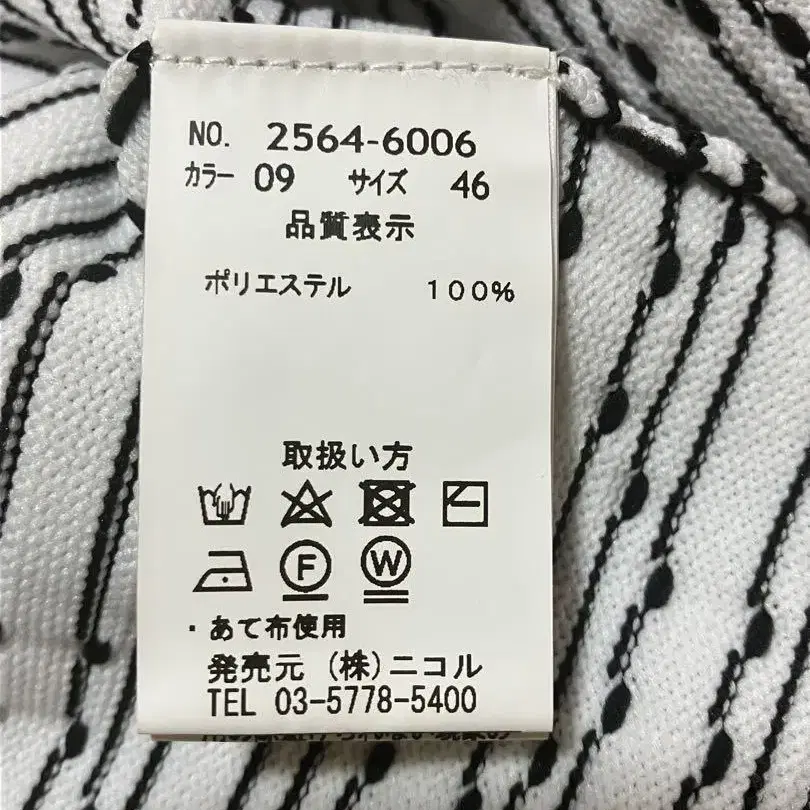 NO. 2564-6006
カラー 09 サイズ 46
品質表示
ポリエステル 100%
取扱い方
F W
・あて布使用
発売元 (株)ニコル
TEL 03-5778-5400